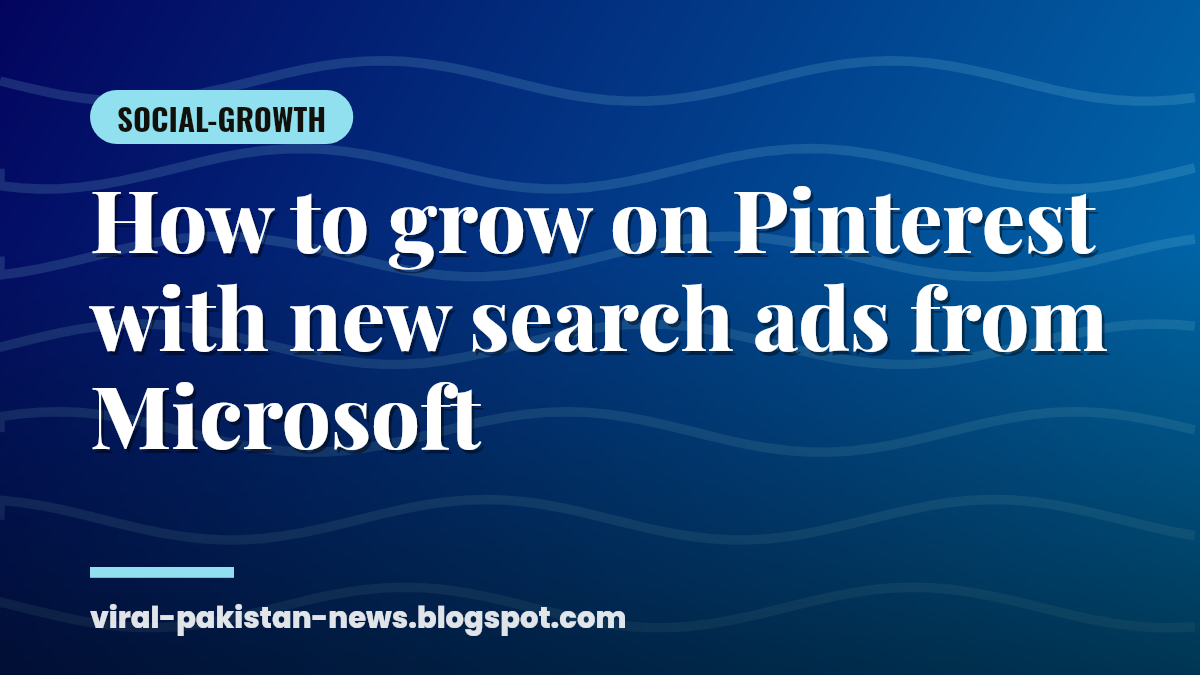 SOCIAL-GROWTH
How to grow on Pinterest
with new search ads from
Microsoft
viral-pakistan-news.blogspot.com